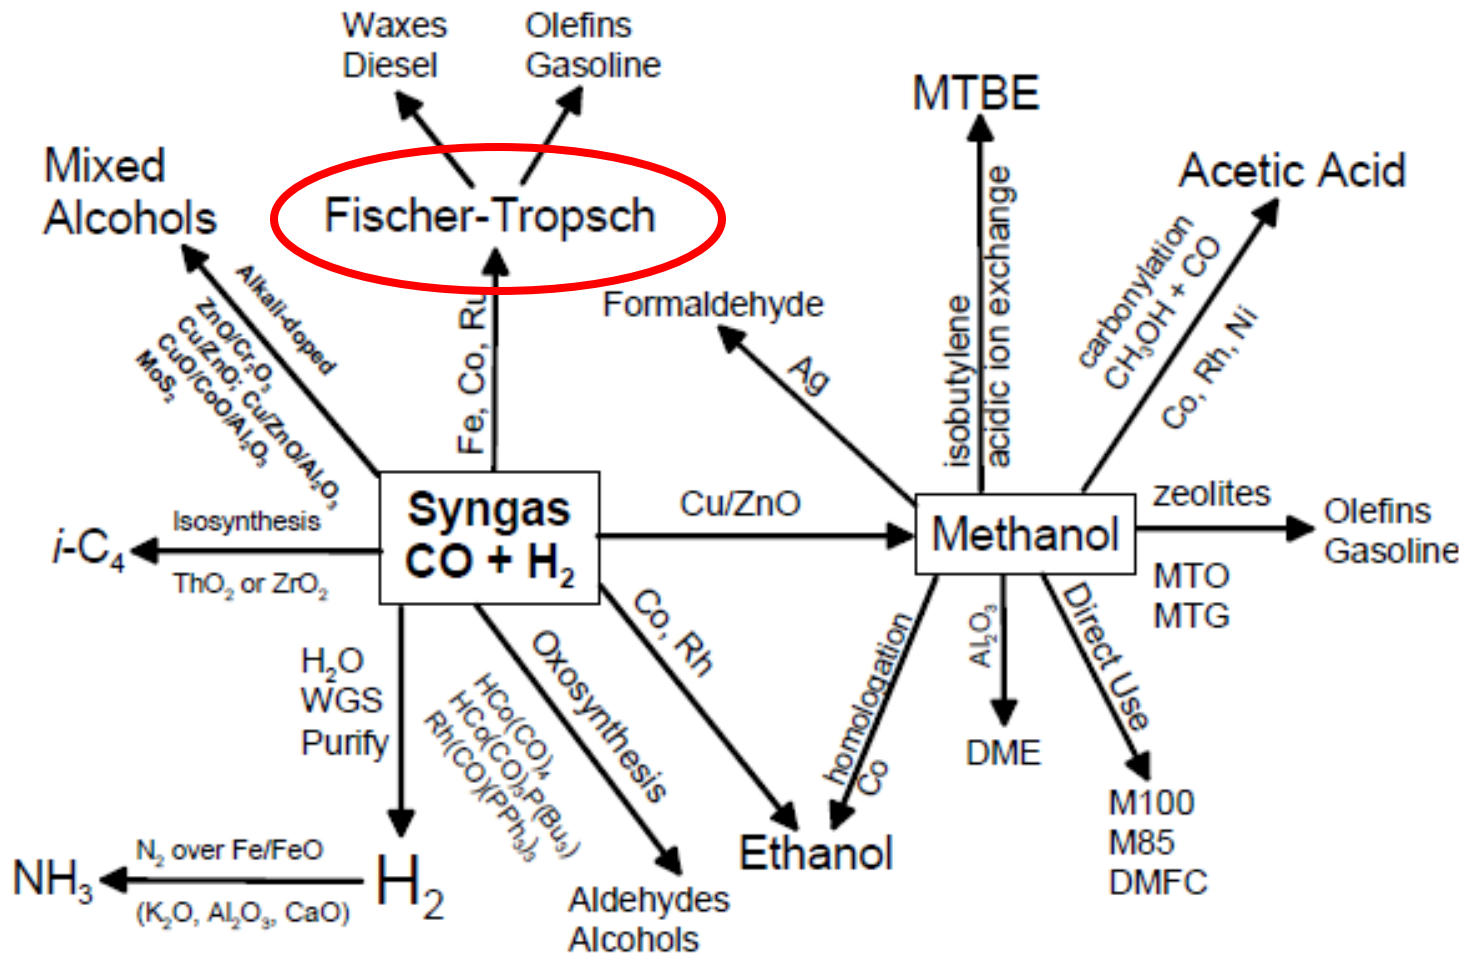 Waxes
Diesel
Olefins
Gasoline
MTBE
Mixed
Alcohols
Fischer-Tropsch
Acetic Acid
Alkali-doped
ZnO/Cr₂O₃
Cu/ZnO; Cu/ZnO/Al₂O₃
CuO/CoO/Al₂O₃
MoS₂
Fe, Co, Ru
Formaldehyde
Ag
isobutylene
acidic ion exchange
carbonylation
CH₃OH + CO
Co, Rh, Ni
Syngas
CO + H₂
Cu/ZnO
Methanol
zeolites
Olefins
Gasoline
MTO
MTG
Isosynthesis
i-C₄
ThO₂ or ZrO₂
H₂O
WGS
Purify
Oxosynthesis
HCo(CO)₄
HCo(CO)₃P(Bu₃)
Rh(CO)(PPh₃)₃
Co, Rh
homologation
Co
Al₂O₃
DME
Direct Use
M100
M85
DMFC
Ethanol
Aldehydes
Alcohols
N₂ over Fe/FeO
NH₃
H₂
(K₂O, Al₂O₃, CaO)